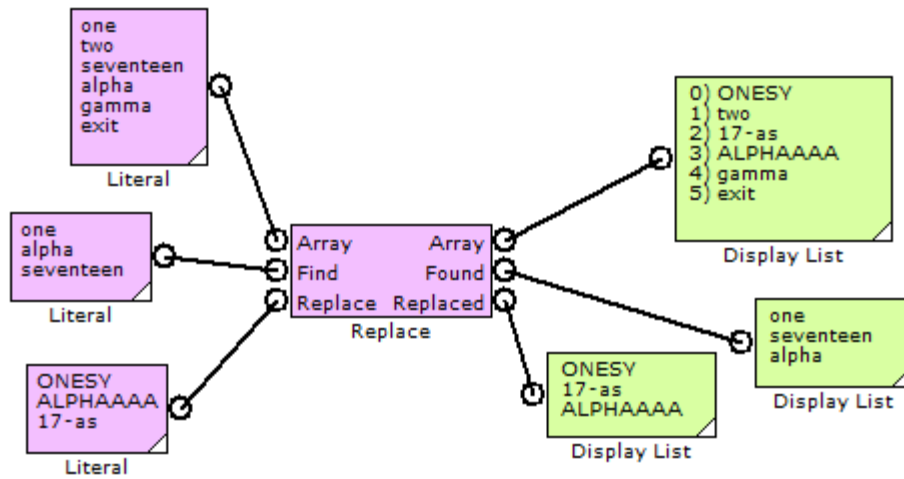 one
two
seventeen
alpha
gamma
exit
Literal
one
alpha
seventeen
Literal
ONESY
ALPHAAAA
17-as
Literal
Array Array
Find Found
Replace Replaced
Replace
0) ONESY
1) two
2) 17-as
3) ALPHAAAA
4) gamma
5) exit
Display List
one
seventeen
alpha
Display List
ONESY
17-as
ALPHAAAA
Display List